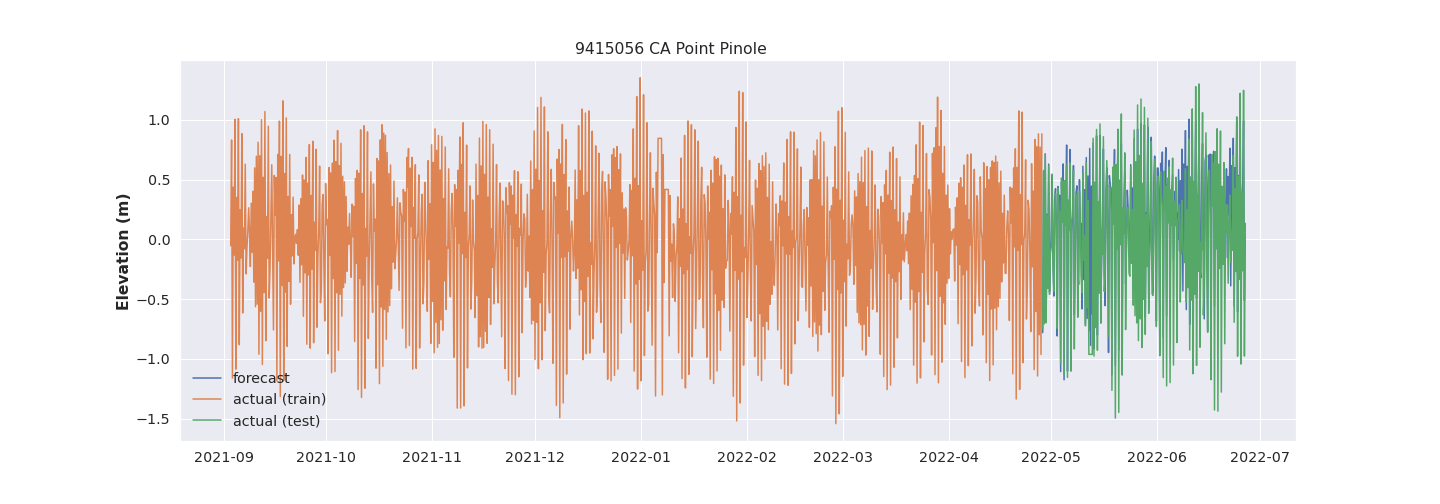 9415056 CA Point Pinole
Elevation (m)
1.0
0.5
0.0
−0.5
−1.0
−1.5
forecast
actual (train)
actual (test)
2021-09 2021-10 2021-11 2021-12 2022-01 2022-02 2022-03 2022-04 2022-05 2022-06 2022-07